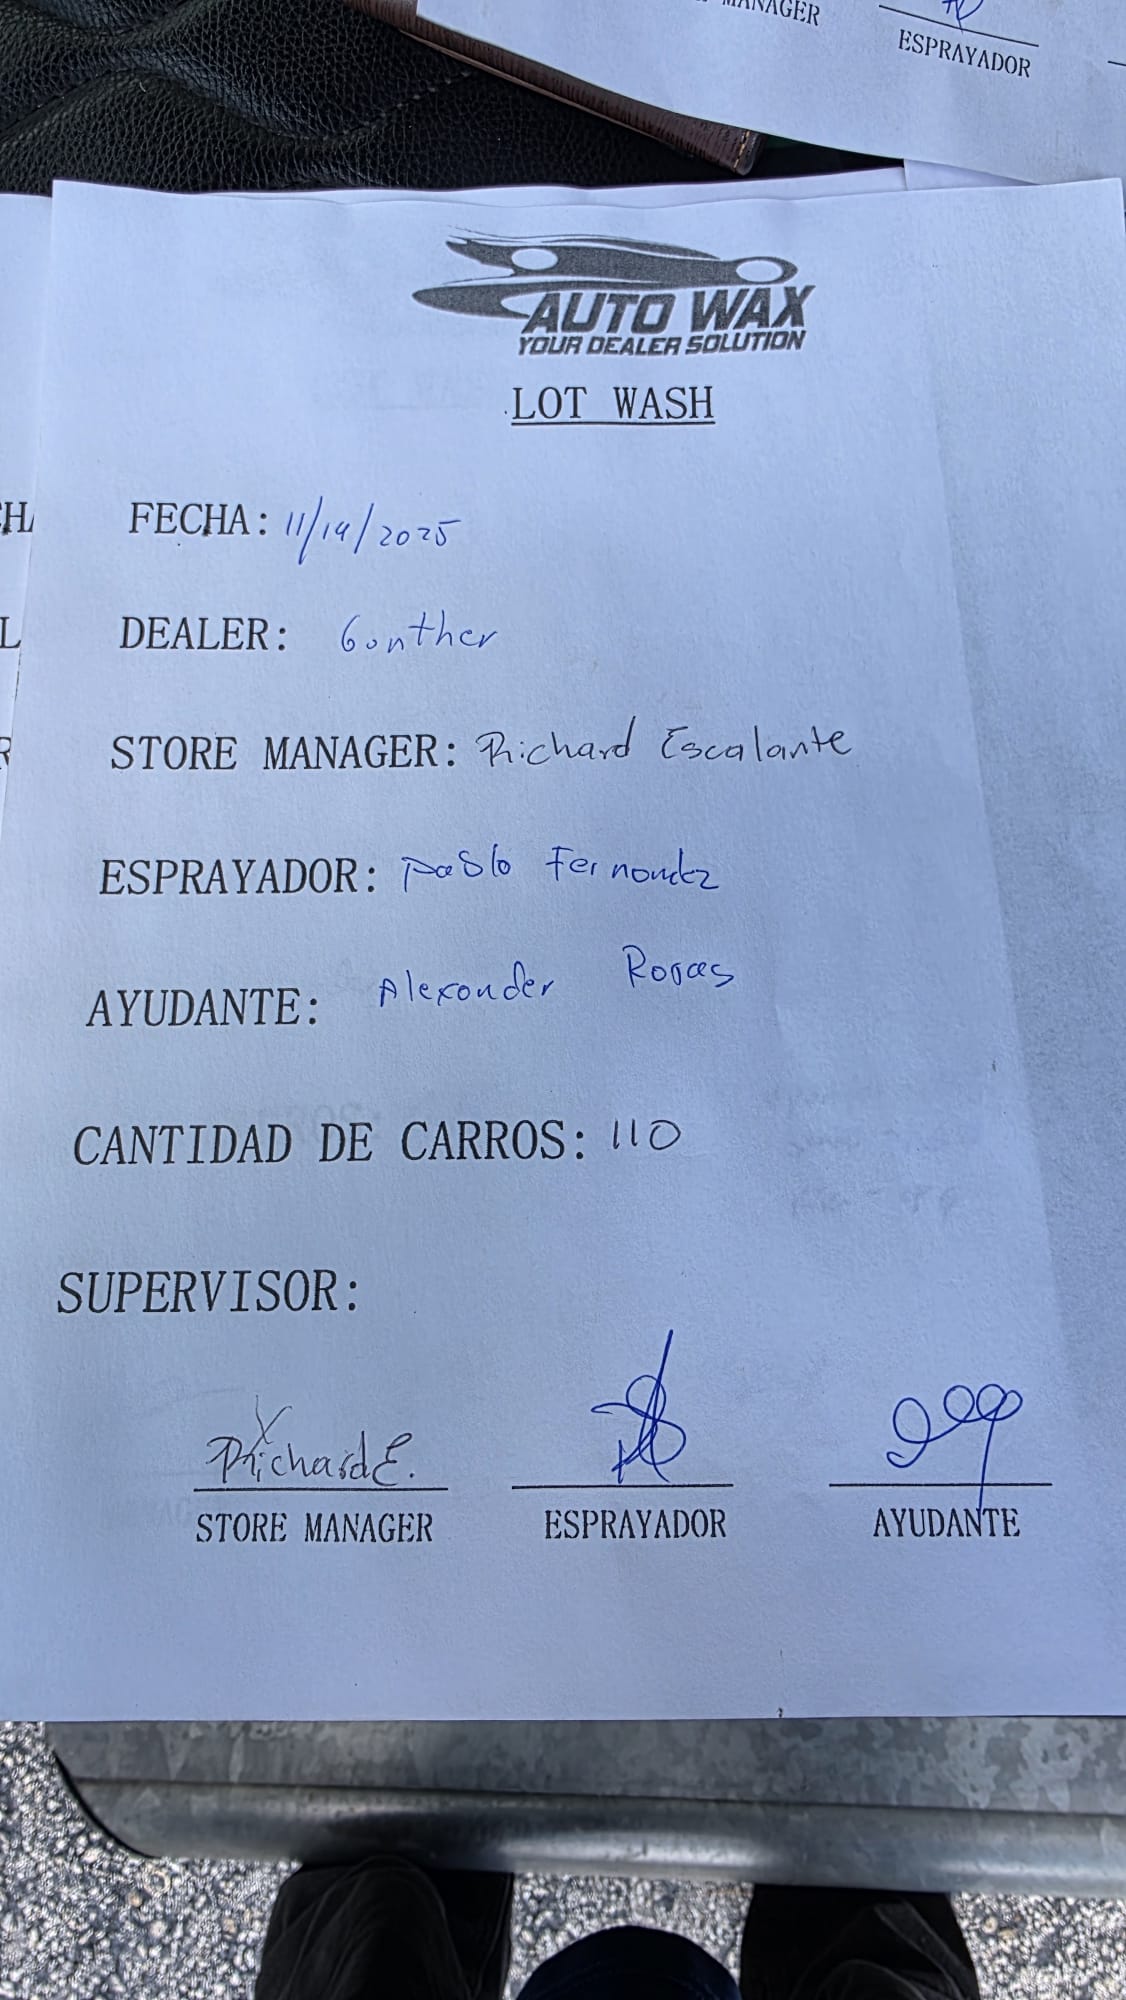 MANAGER
ESPRAYADOR
AUTO WAX
YOUR DEALER SOLUTION
LOT WASH
FECHA: 11/14/2025
DEALER: Gunther
STORE MANAGER: Richard Escalante
ESPRAYADOR: Pablo Fernandez
AYUDANTE: Alexander Rojas
CANTIDAD DE CARROS: 110
SUPERVISOR:
Richard E.
STORE MANAGER ESPRAYADOR AYUDANTE